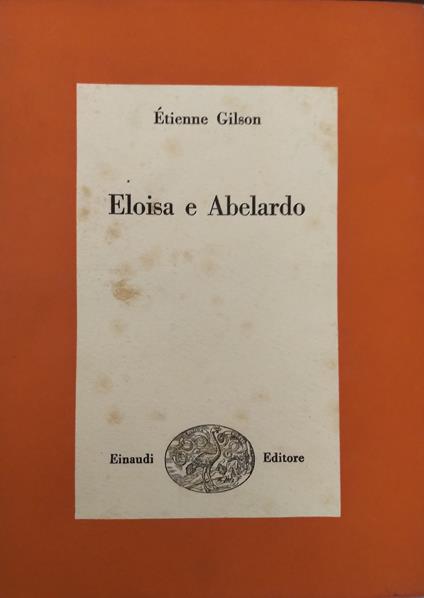 Étienne Gilson
Eloisa e Abelardo
Einaudi Editore